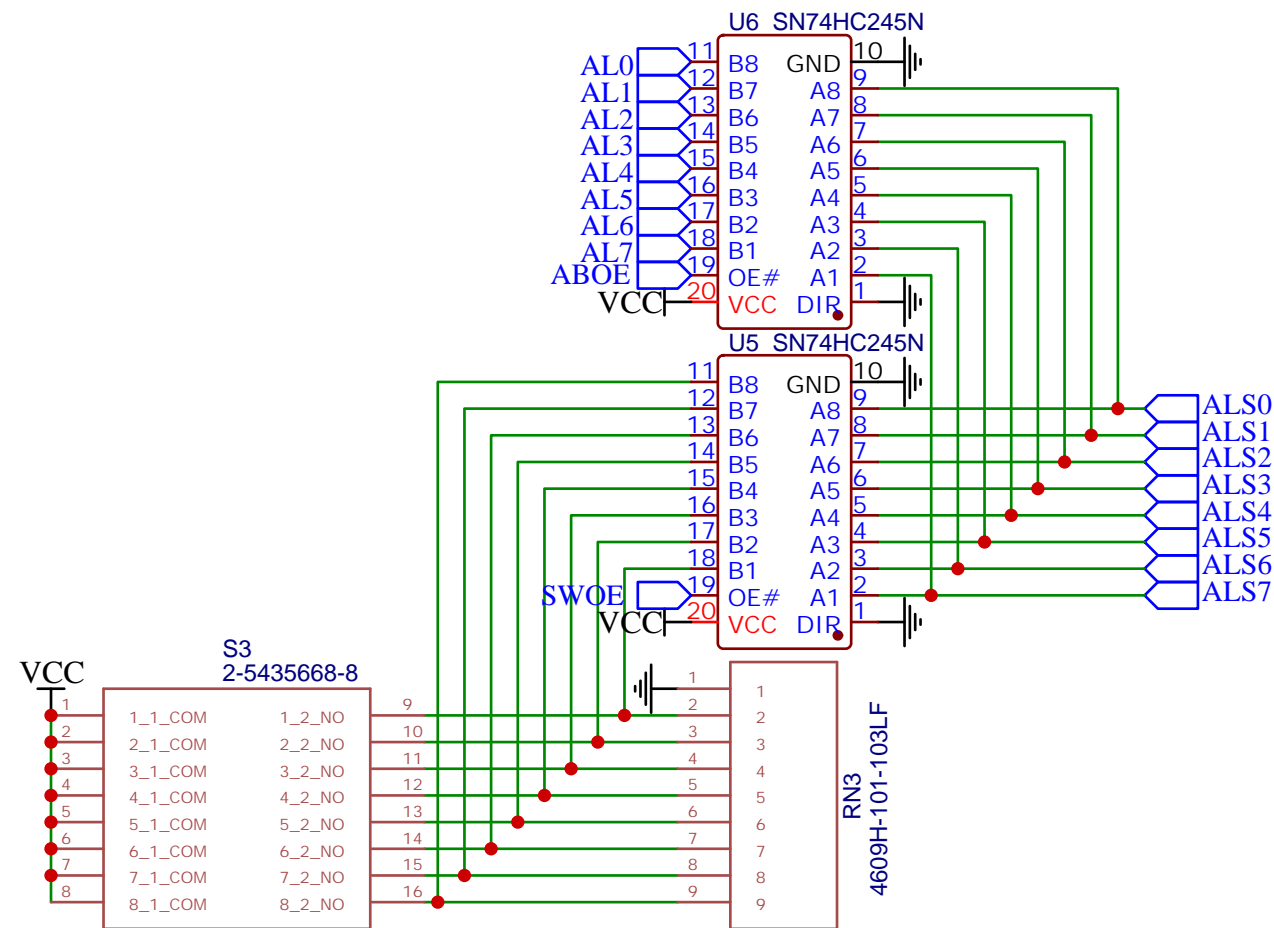 U6 SN74HC245N
AL0 11 B8 GND 10
AL1 12 B7 A8 9
AL2 13 B6 A7 8
AL3 14 B5 A6 7
AL4 15 B4 A5 6
AL5 16 B3 A4 5
AL6 17 B2 A3 4
AL7 18 B1 A2 3
ABOE 19 OE# A1 2
VCC 20 VCC DIR 1
U5 SN74HC245N
11 B8 GND 10
12 B7 A8 9 ALS0
13 B6 A7 8 ALS1
14 B5 A6 7 ALS2
15 B4 A5 6 ALS3
16 B3 A4 5 ALS4
17 B2 A3 4 ALS5
18 B1 A2 3 ALS6
SWOE 19 OE# A1 2 ALS7
VCC 20 VCC DIR 1
S3
2-5435668-8
VCC
1 1_1_COM 1_2_NO 9
2 2_1_COM 2_2_NO 10
3 3_1_COM 3_2_NO 11
4 4_1_COM 4_2_NO 12
5 5_1_COM 5_2_NO 13
6 6_1_COM 6_2_NO 14
7 7_1_COM 7_2_NO 15
8 8_1_COM 8_2_NO 16
1 1
2 2
3 3
4 4
5 5
6 6
7 7
8 8
9 9
RN3
4609H-101-103LF